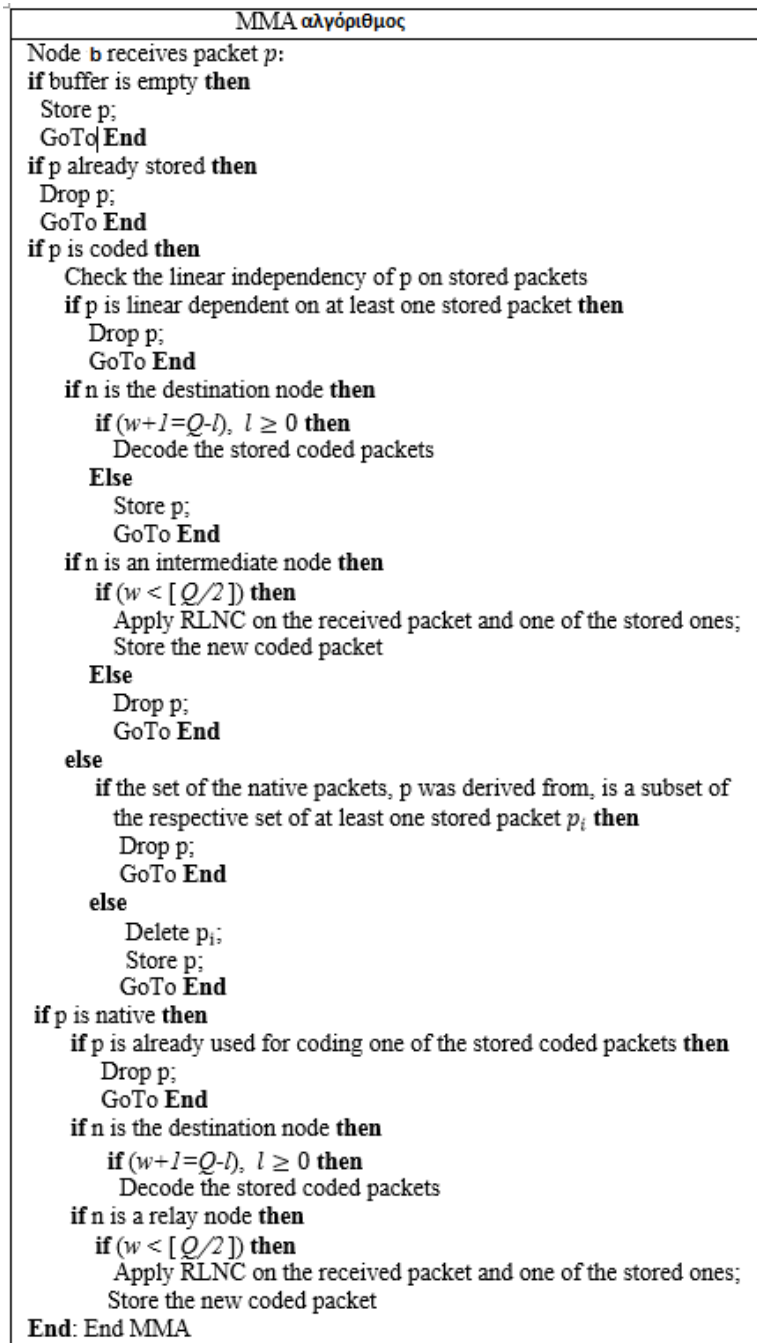 MMA αλγόριθμος
Node b receives packet p:
if buffer is empty then
Store p;
GoTo End
if p already stored then
Drop p;
GoTo End
if p is coded then
Check the linear independency of p on stored packets
if p is linear dependent on at least one stored packet then
Drop p;
GoTo End
if n is the destination node then
if (w+1=Q-l), l ≥ 0 then
Decode the stored coded packets
Else
Store p;
GoTo End
if n is an intermediate node then
if (w < [Q/2]) then
Apply RLNC on the received packet and one of the stored ones;
Store the new coded packet
Else
Drop p;
GoTo End
else
if the set of the native packets, p was derived from, is a subset of
the respective set of at least one stored packet pᵢ then
Drop p;
GoTo End
else
Delete pᵢ;
Store p;
GoTo End
if p is native then
if p is already used for coding one of the stored coded packets then
Drop p;
GoTo End
if n is the destination node then
if (w+1=Q-l), l ≥ 0 then
Decode the stored coded packets
if n is a relay node then
if (w < [Q/2]) then
Apply RLNC on the received packet and one of the stored ones;
Store the new coded packet
End: End MMA